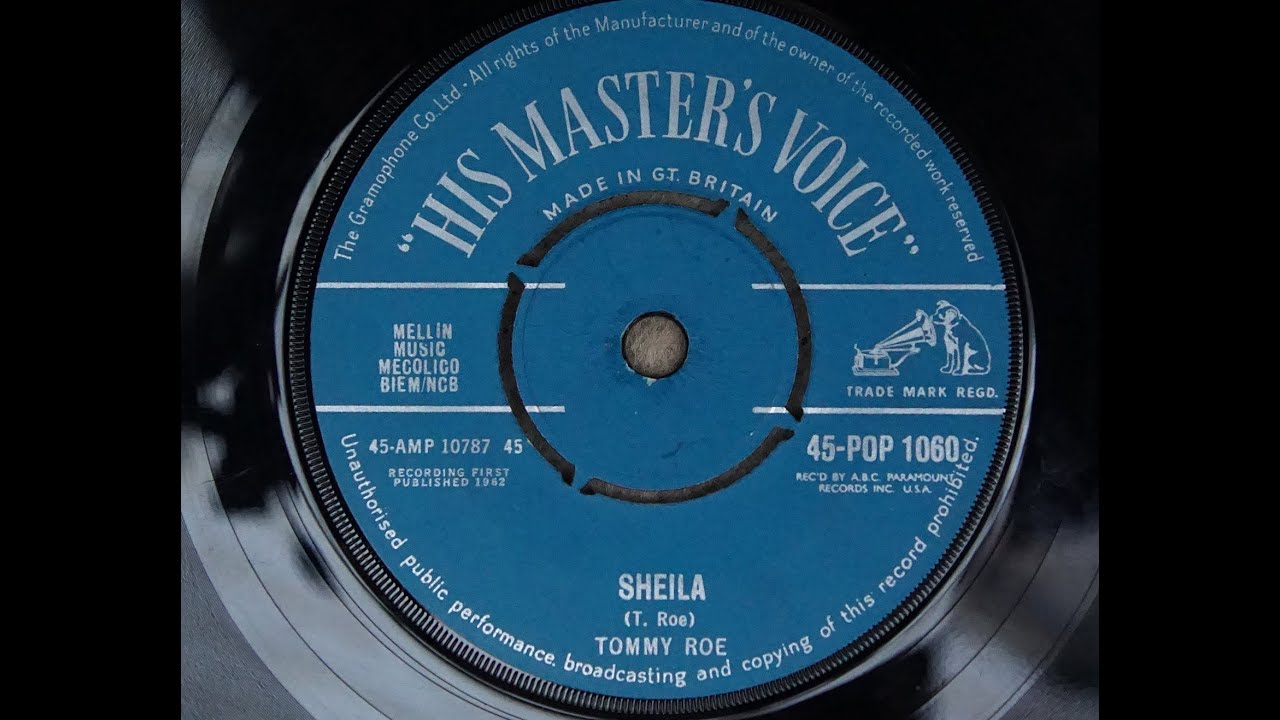 The Gramophone Co. Ltd. · All rights of the Manufacturer and of the owner of the recorded work reserved
"HIS MASTER'S VOICE"
MADE IN GT. BRITAIN
MELLIN
MUSIC
MECOLICO
BIEM/NCB
TRADE MARK REGD.
45-AMP 10787 45
RECORDING FIRST
PUBLISHED 1962
45-POP 1060
REC'D BY A.B.C. PARAMOUNT
RECORDS INC. U.S.A.
SHEILA
(T. Roe)
TOMMY ROE
Unauthorised public performance, broadcasting and copying of this record prohibited.